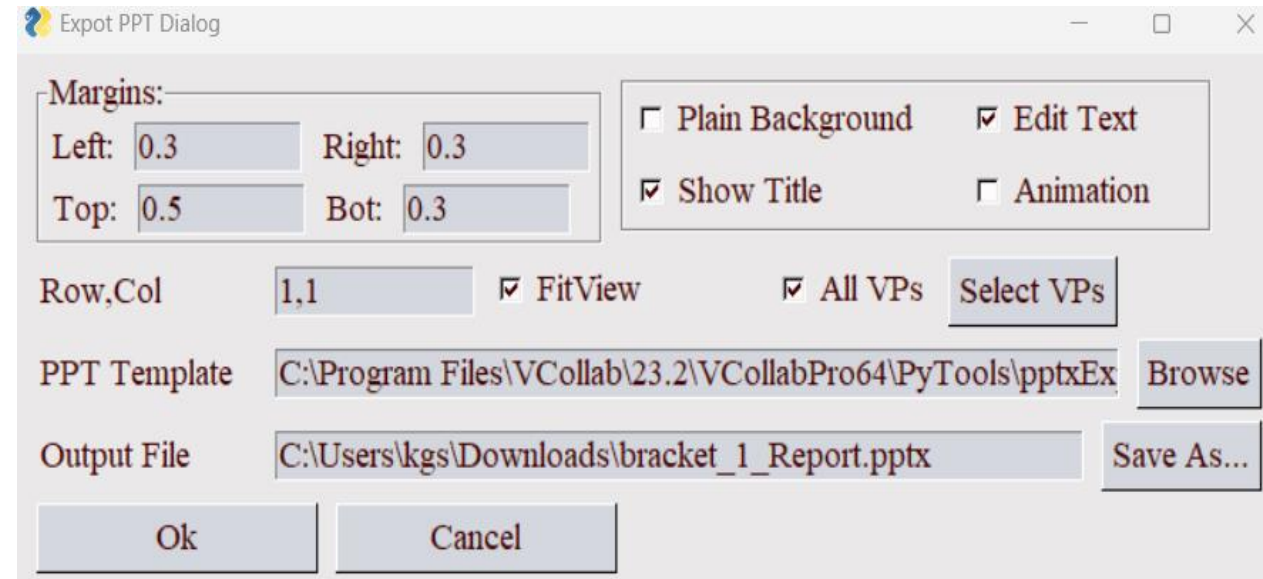 Expot PPT Dialog
Margins:
Left: 0.3 Right: 0.3
Top: 0.5 Bot: 0.3
Plain Background Edit Text
Show Title Animation
Row,Col 1,1 FitView All VPs Select VPs
PPT Template C:\Program Files\VCollab\23.2\VCollabPro64\PyTools\pptxEx Browse
Output File C:\Users\kgs\Downloads\bracket_1_Report.pptx Save As...
Ok Cancel